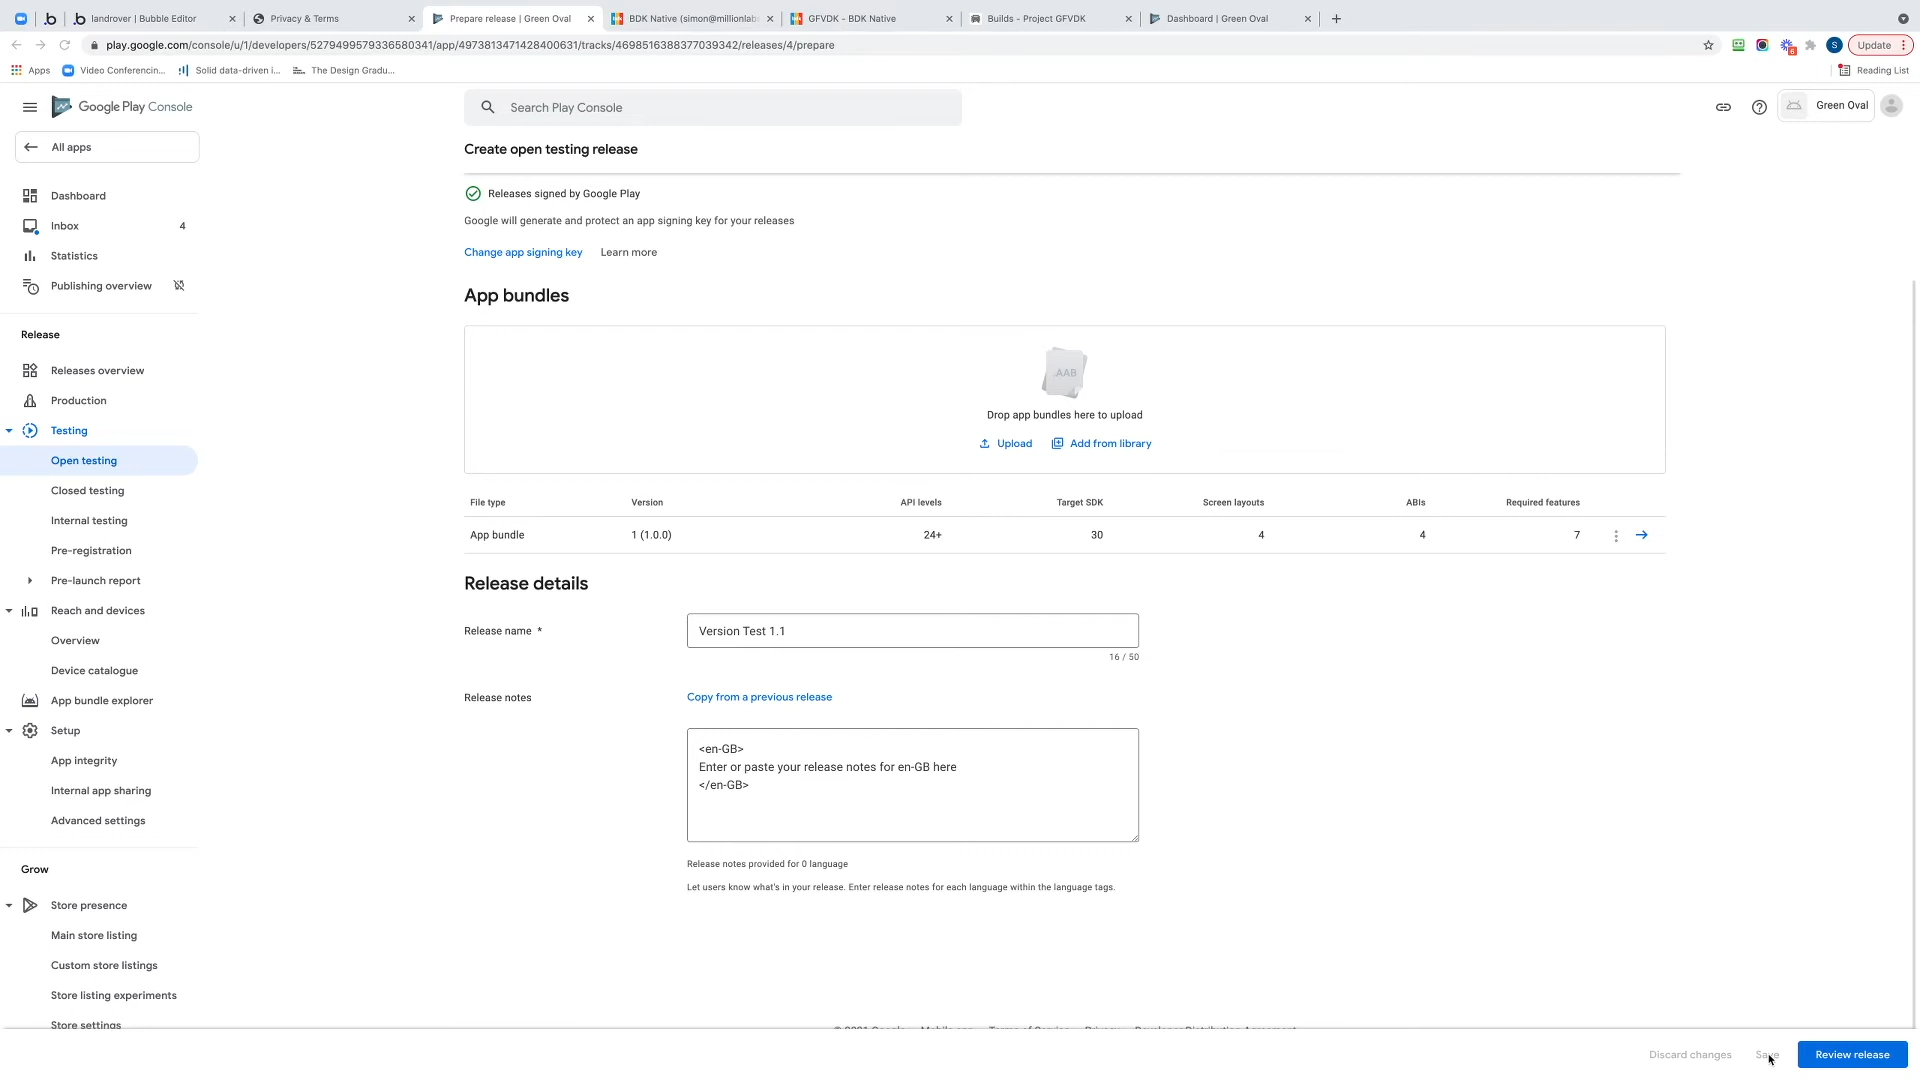 landrover | Bubble Editor
Privacy & Terms
Prepare release | Green Oval
BDK Native (simon@millionlab
GFVDK - BDK Native
Builds - Project GFVDK
Dashboard | Green Oval
play.google.com/console/u/1/developers/5279499579336580341/app/4973813471428400631/tracks/4698516388377039342/releases/4/prepare
S
Update
Apps
Video Conferencin...
Solid data-driven i...
The Design Gradu...
Reading List
Google Play Console
Search Play Console
Green Oval
All apps
Dashboard
Inbox 4
Statistics
Publishing overview
Release
Releases overview
Production
Testing
Open testing
Closed testing
Internal testing
Pre-registration
Pre-launch report
Reach and devices
Overview
Device catalogue
App bundle explorer
Setup
App integrity
Internal app sharing
Advanced settings
Grow
Store presence
Main store listing
Custom store listings
Store listing experiments
Store settings
Create open testing release
Releases signed by Google Play
Google will generate and protect an app signing key for your releases
Change app signing key Learn more
App bundles
AAB
Drop app bundles here to upload
Upload Add from library
File type Version API levels Target SDK Screen layouts ABIs Required features
App bundle 1 (1.0.0) 24+ 30 4 4 7
Release details
Release name *
Version Test 1.1
16 / 50
Release notes
Copy from a previous release
<en-GB>
Enter or paste your release notes for en-GB here
</en-GB>
Release notes provided for 0 language
Let users know what's in your release. Enter release notes for each language within the language tags.
Discard changes Save Review release